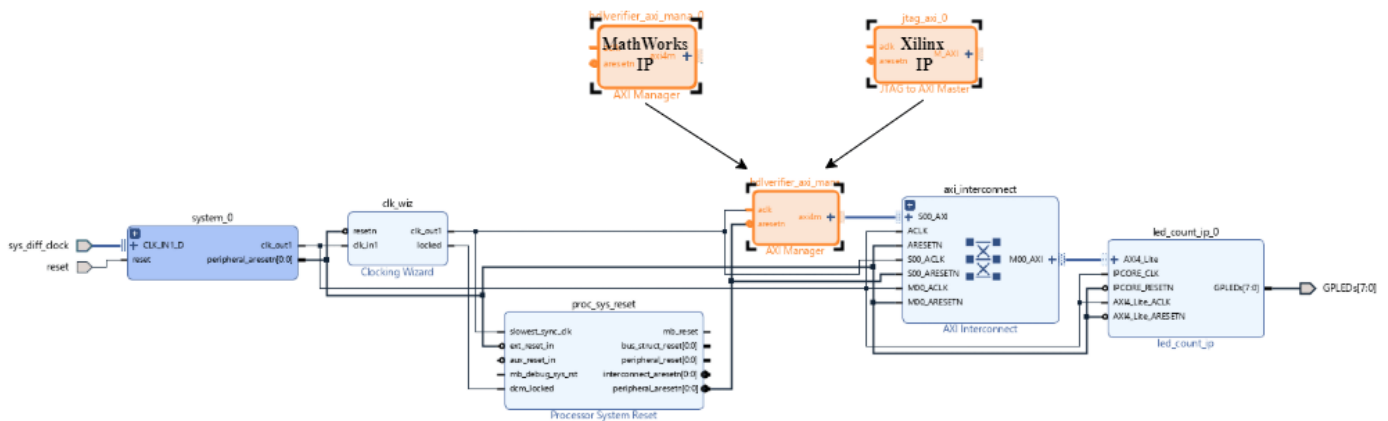 hdlverifier_axi_mana_0
MathWorks
IP
axi4m
aresetn
AXI Manager
jtag_axi_0
aclk
Xilinx
M_AXI
aresetn
IP
JTAG to AXI Master
hdlverifier_axi_mana
aclk
axi4m
aresetn
AXI Manager
system_0
sys_diff_clock
CLK_IN1_D
clk_out1
reset
reset
peripheral_aresetn[0:0]
clk_wiz
resetn
clk_out1
clk_in1
locked
Clocking Wizard
proc_sys_reset
slowest_sync_clk
mb_reset
ext_reset_in
bus_struct_reset[0:0]
aux_reset_in
peripheral_reset[0:0]
mb_debug_sys_rst
interconnect_aresetn[0:0]
dcm_locked
peripheral_aresetn[0:0]
Processor System Reset
axi_interconnect
S00_AXI
ACLK
ARESETN
S00_ACLK
M00_AXI
S00_ARESETN
M00_ACLK
M00_ARESETN
AXI Interconnect
led_count_ip_0
AXI4_Lite
IPCORE_CLK
IPCORE_RESETN
GPLEDs[7:0]
AXI4_Lite_ACLK
AXI4_Lite_ARESETN
led_count_ip
GPLEDs[7:0]